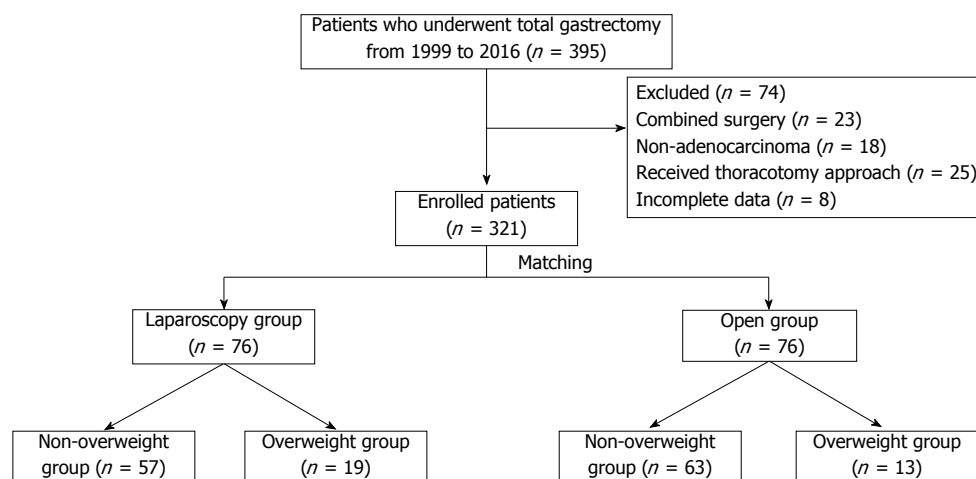 Patients who underwent total gastrectomy
from 1999 to 2016 (n = 395)
Excluded (n = 74)
Combined surgery (n = 23)
Non-adenocarcinoma (n = 18)
Received thoracotomy approach (n = 25)
Incomplete data (n = 8)
Enrolled patients
(n = 321)
Matching
Laparoscopy group
(n = 76)
Open group
(n = 76)
Non-overweight
group (n = 57)
Overweight group
(n = 19)
Non-overweight
group (n = 63)
Overweight group
(n = 13)